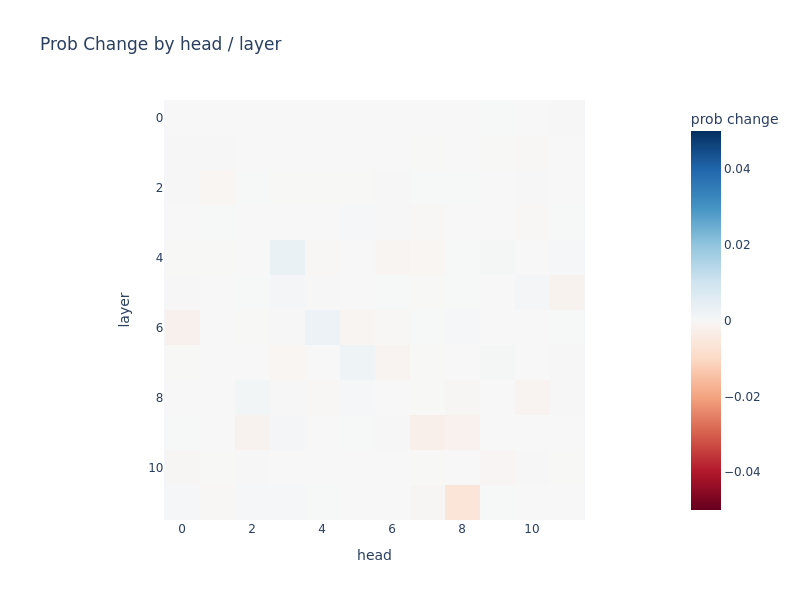 Prob Change by head / layer
prob change
0.04
0.02
0
−0.02
−0.04
layer
0
2
4
6
8
10
0 2 4 6 8 10
head